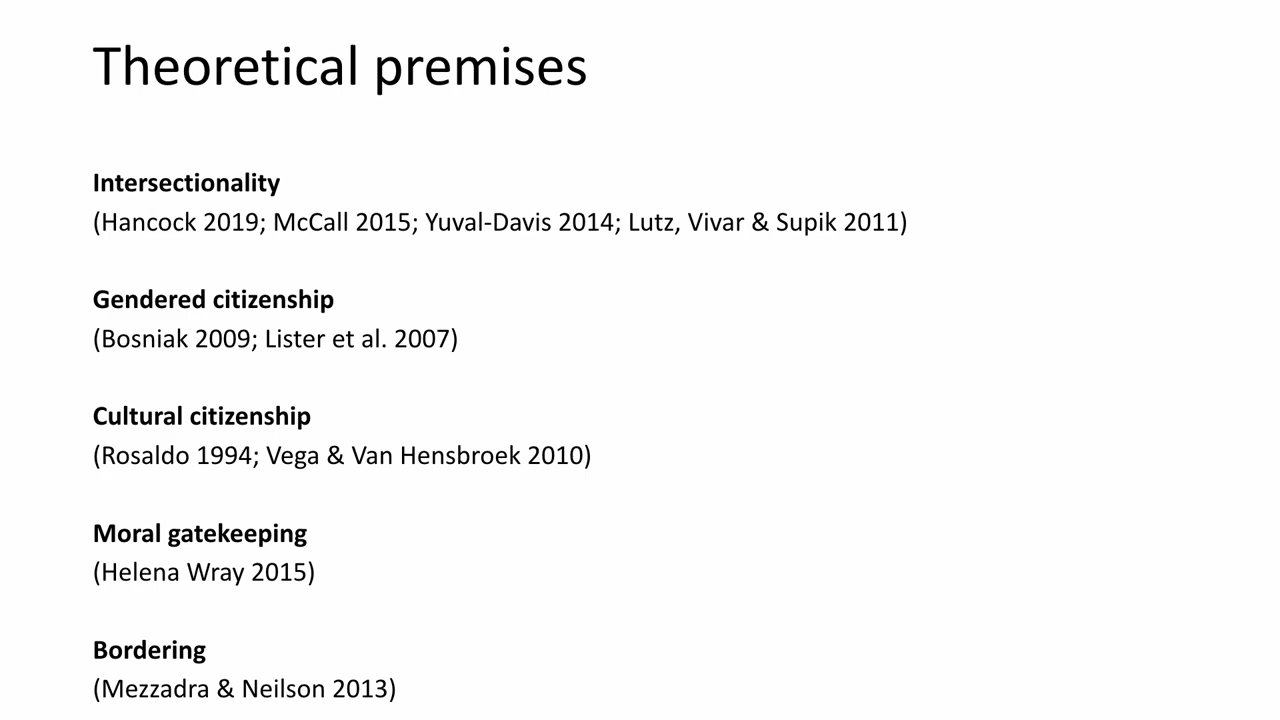 Theoretical premises
Intersectionality
(Hancock 2019; McCall 2015; Yuval-Davis 2014; Lutz, Vivar & Supik 2011)
Gendered citizenship
(Bosniak 2009; Lister et al. 2007)
Cultural citizenship
(Rosaldo 1994; Vega & Van Hensbroek 2010)
Moral gatekeeping
(Helena Wray 2015)
Bordering
(Mezzadra & Neilson 2013)